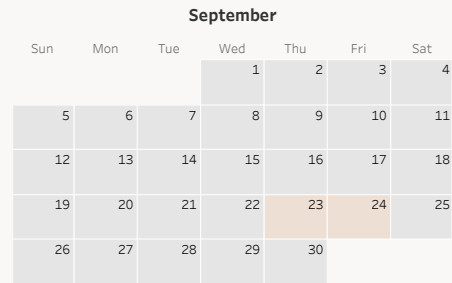 September
Sun Mon Tue Wed Thu Fri Sat
1 2 3 4
5 6 7 8 9 10 11
12 13 14 15 16 17 18
19 20 21 22 23 24 25
26 27 28 29 30